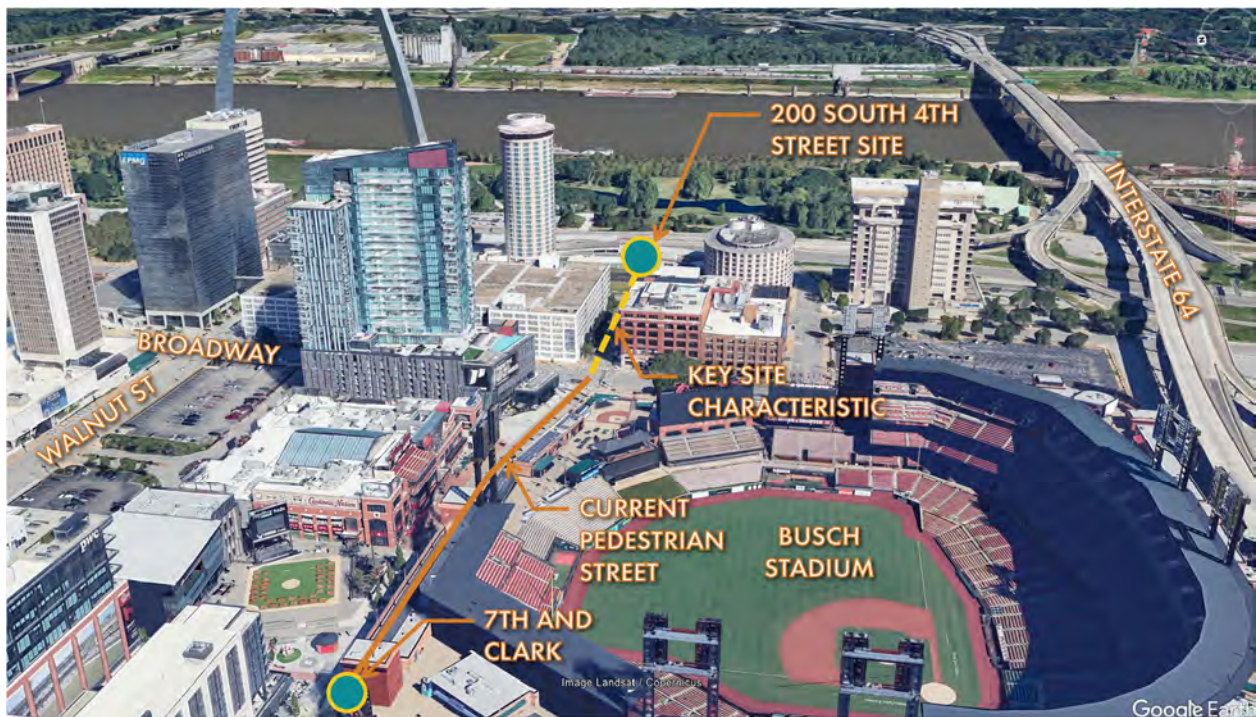 200 SOUTH 4TH
STREET SITE
KPMG
INTERSTATE 64
BROADWAY
WALNUT ST
KEY SITE
CHARACTERISTIC
CURRENT
PEDESTRIAN
STREET
BUSCH
STADIUM
pwc
7TH AND
CLARK
Image Landsat / Copernicus
Google Earth